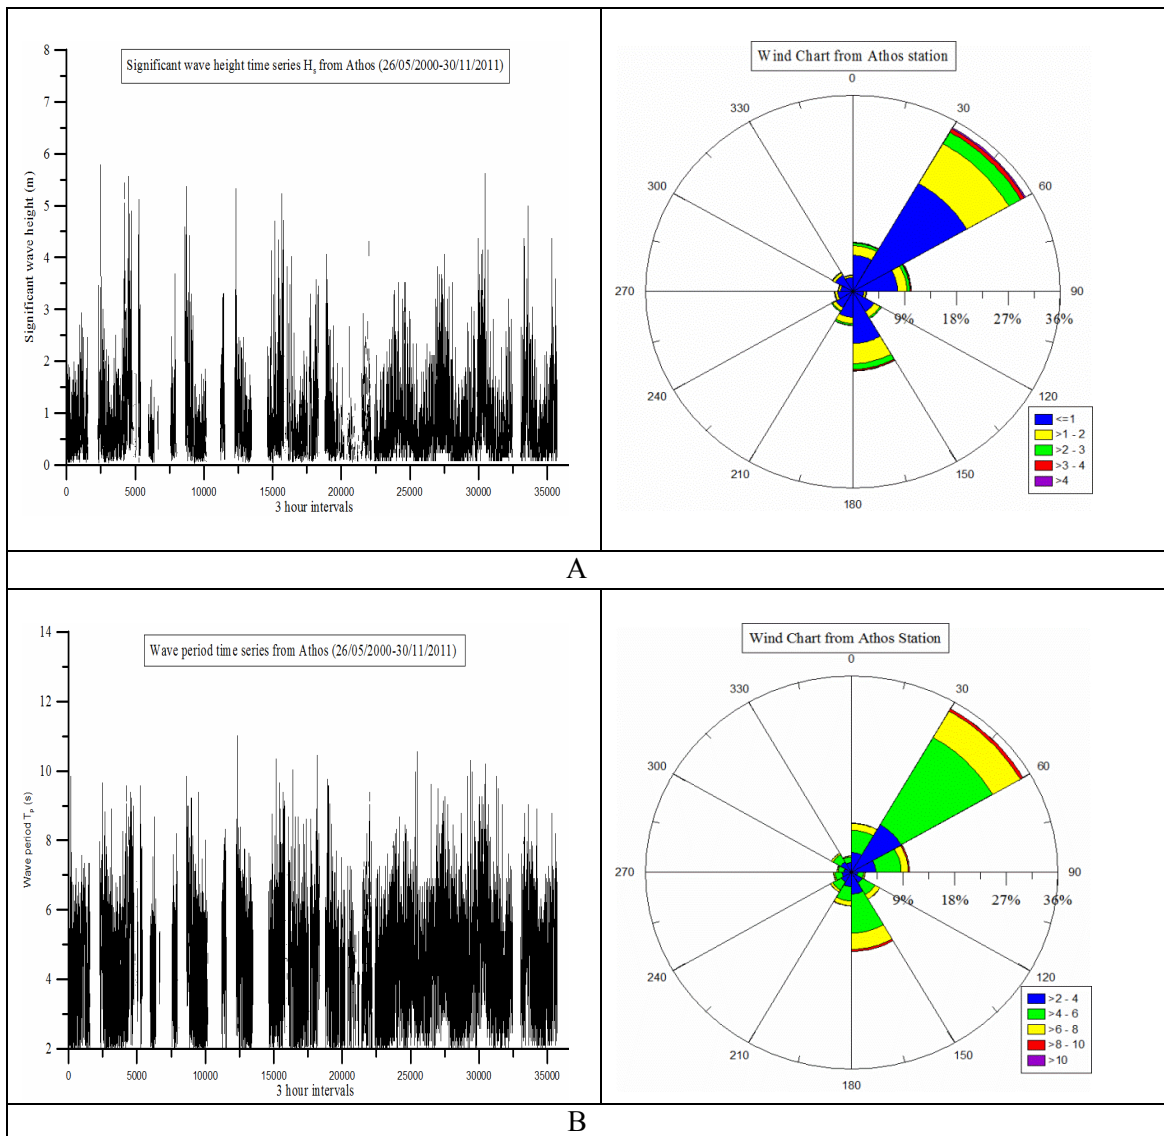 Significant wave height time series Hs from Athos (26/05/2000-30/11/2011)
8
7
6
5
4
3
2
1
0
Significant wave height (m)
0 5000 10000 15000 20000 25000 30000 35000
3 hour intervals
Wind Chart from Athos station
0
330 30
300 60
270 90
9% 18% 27% 36%
240 120
210 150
180
<=1
>1 - 2
>2 - 3
>3 - 4
>4
A
Wave period time series from Athos (26/05/2000-30/11/2011)
14
12
10
8
6
4
2
Wave period TP (s)
0 5000 10000 15000 20000 25000 30000 35000
3 hour intervals
Wind Chart from Athos Station
0
330 30
300 60
270 90
9% 18% 27% 36%
240 120
210 150
180
>2 - 4
>4 - 6
>6 - 8
>8 - 10
>10
B